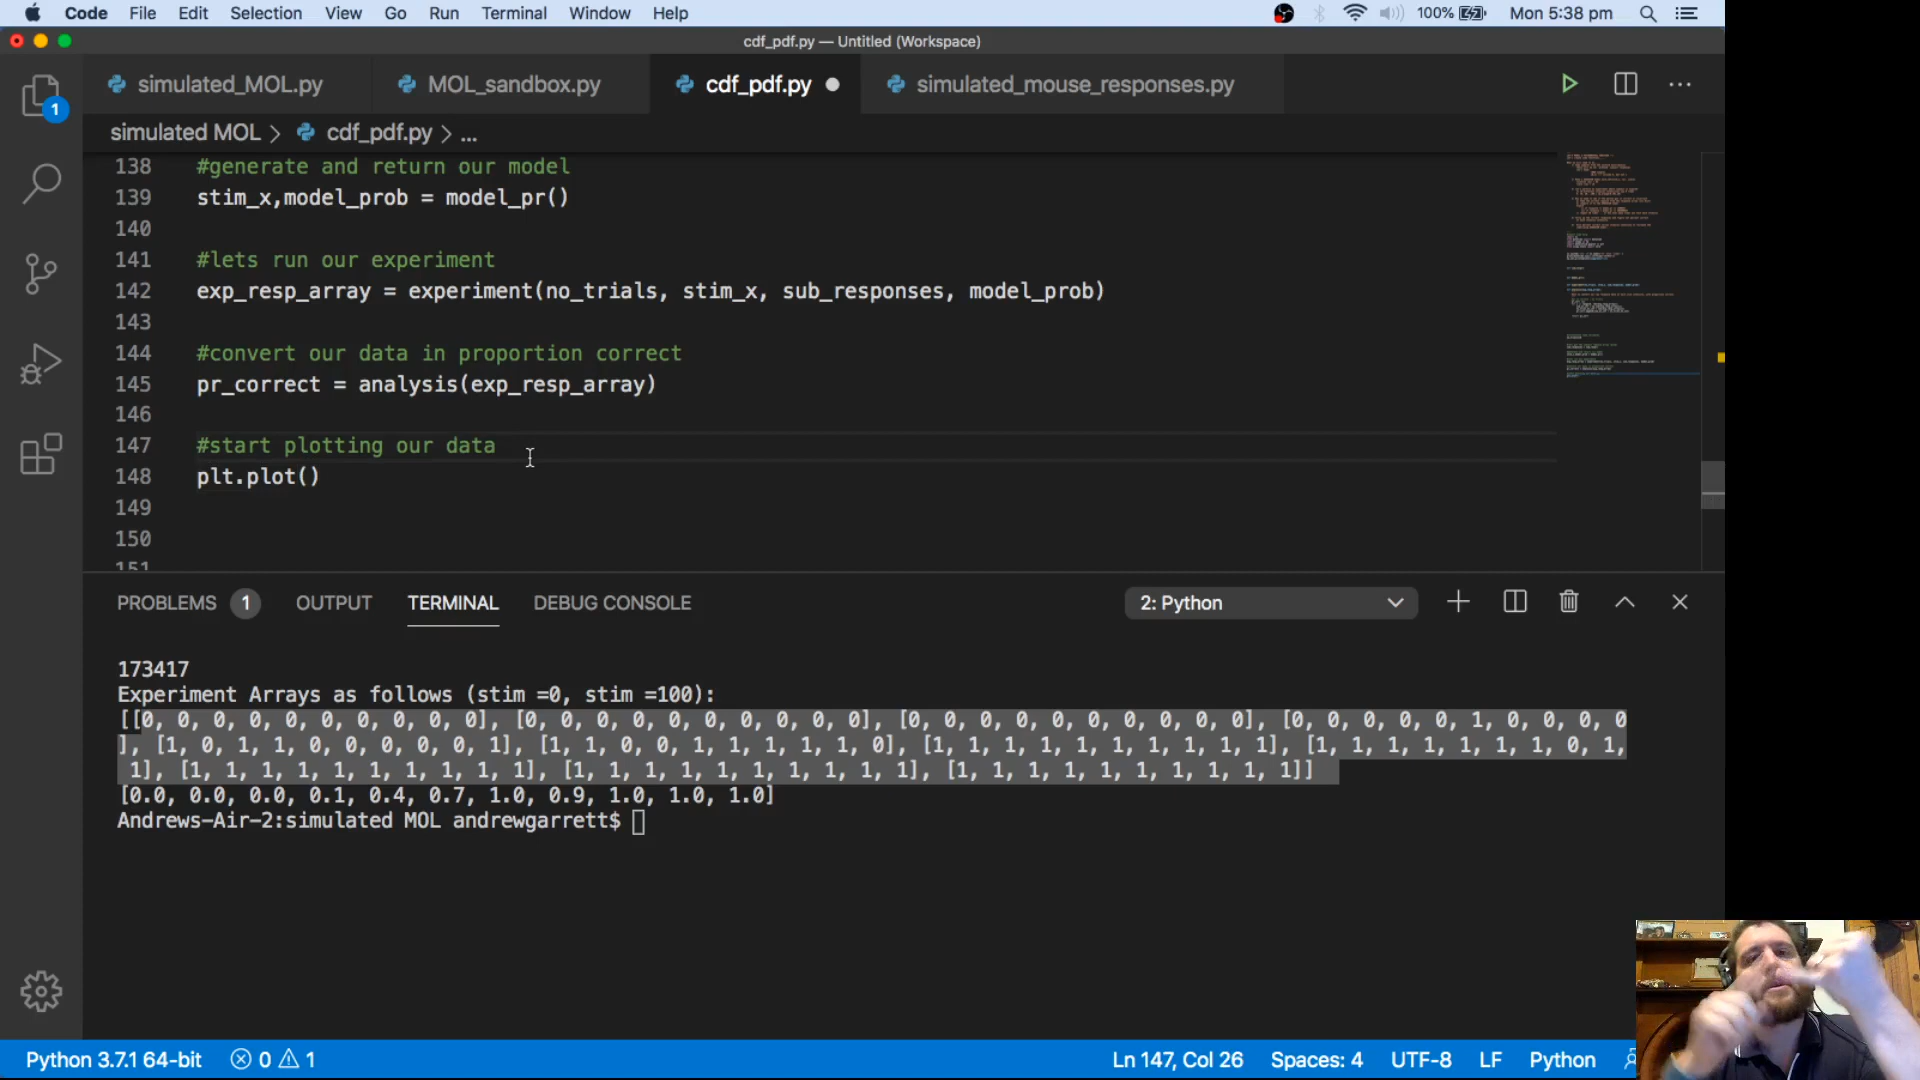 Code File Edit Selection View Go Run Terminal Window Help 100% Mon 5:38 pm
cdf_pdf.py — Untitled (Workspace)
simulated_MOL.py MOL_sandbox.py cdf_pdf.py simulated_mouse_responses.py ...
1
simulated MOL > cdf_pdf.py > ...
138 #generate and return our model
139 stim_x,model_prob = model_pr()
140
141 #lets run our experiment
142 exp_resp_array = experiment(no_trials, stim_x, sub_responses, model_prob)
143
144 #convert our data in proportion correct
145 pr_correct = analysis(exp_resp_array)
146
147 #start plotting our data
148 plt.plot()
149
150
151
PROBLEMS 1 OUTPUT TERMINAL DEBUG CONSOLE 2: Python
173417
Experiment Arrays as follows (stim =0, stim =100):
[[0, 0, 0, 0, 0, 0, 0, 0, 0, 0], [0, 0, 0, 0, 0, 0, 0, 0, 0, 0], [0, 0, 0, 0, 0, 0, 0, 0, 0, 0], [0, 0, 0, 0, 0, 1, 0, 0, 0, 0
], [1, 0, 1, 1, 0, 0, 0, 0, 0, 1], [1, 1, 0, 0, 1, 1, 1, 1, 1, 0], [1, 1, 1, 1, 1, 1, 1, 1, 1, 1], [1, 1, 1, 1, 1, 1, 1, 0, 1,
1], [1, 1, 1, 1, 1, 1, 1, 1, 1, 1], [1, 1, 1, 1, 1, 1, 1, 1, 1, 1], [1, 1, 1, 1, 1, 1, 1, 1, 1, 1]]
[0.0, 0.0, 0.0, 0.1, 0.4, 0.7, 1.0, 0.9, 1.0, 1.0, 1.0]
Andrews-Air-2:simulated MOL andrewgarrett$
Python 3.7.1 64-bit 0 1 Ln 147, Col 26 Spaces: 4 UTF-8 LF Python